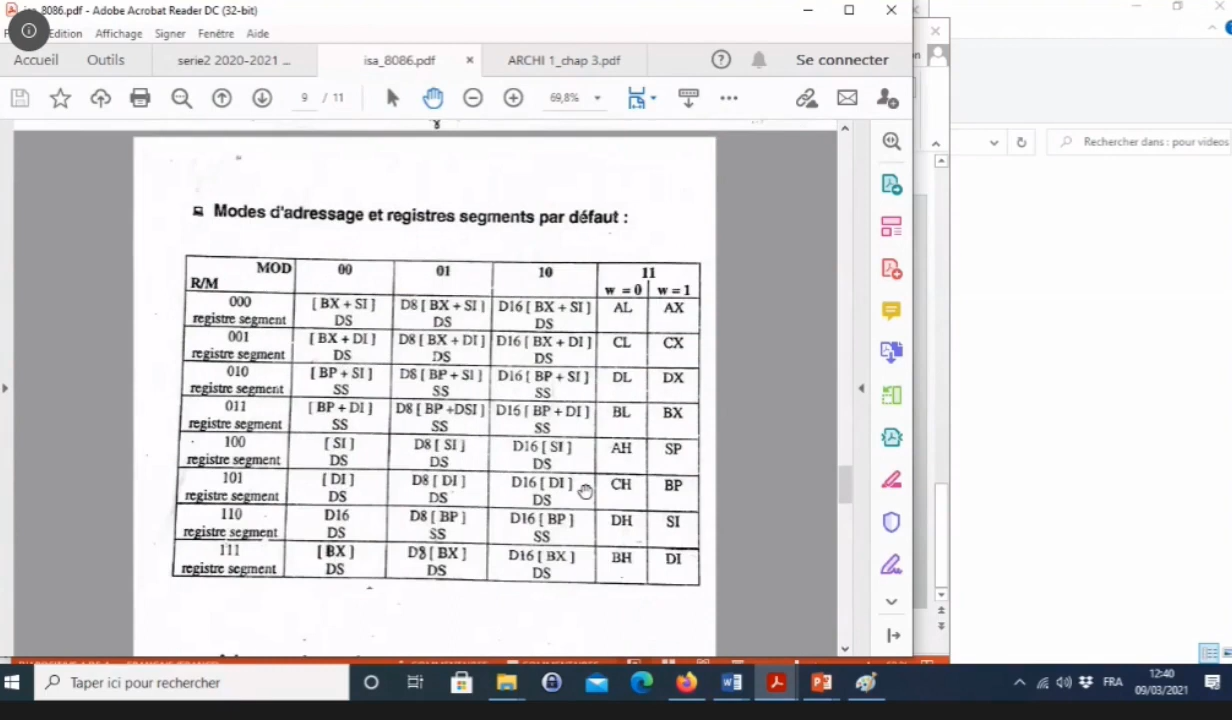 isa_8086.pdf - Adobe Acrobat Reader DC (32-bit)
Edition Affichage Signer Fenêtre Aide
Accueil Outils serie2 2020-2021 ... isa_8086.pdf × ARCHI 1_chap 3.pdf Se connecter
9 / 11 69,8%
Rechercher dans : pour videos
8
Modes d'adressage et registres segments par défaut :
MOD 00 01 10 11
R/M w = 0 w = 1
000 [ BX + SI ] D8 [ BX + SI ] D16 [ BX + SI ] AL AX
registre segment DS DS DS
001 [ BX + DI ] D8 [ BX + DI ] D16 [ BX + DI ] CL CX
registre segment DS DS DS
010 [ BP + SI ] D8 [ BP + SI ] D16 [ BP + SI ] DL DX
registre segment SS SS SS
011 [ BP + DI ] D8 [ BP +DSI ] D16 [ BP + DI ] BL BX
registre segment SS SS SS
100 [ SI ] D8 [ SI ] D16 [ SI ] AH SP
registre segment DS DS DS
101 [ DI ] D8 [ DI ] D16 [ DI ] CH BP
registre segment DS DS DS
110 D16 D8 [ BP ] D16 [ BP ] DH SI
registre segment DS SS SS
111 [ BX ] D8 [ BX ] D16 [ BX ] BH DI
registre segment DS DS DS
Taper ici pour rechercher
FRA
12:40
09/03/2021